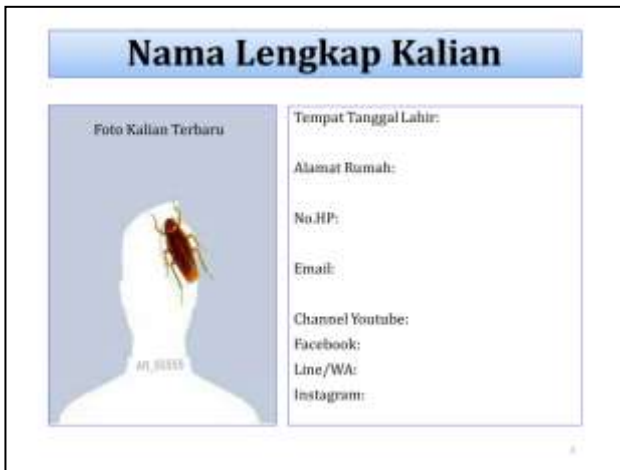 Nama Lengkap Kalian
Foto Kalian Terbaru
Tempat Tanggal Lahir:
Alamat Rumah:
No.HP:
Email:
Channel Youtube:
Facebook:
Line/WA:
Instagram: